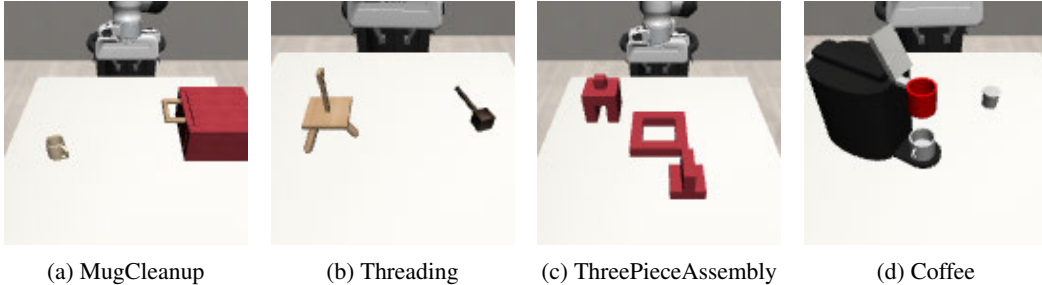 (a) MugCleanup
(b) Threading
(c) ThreePieceAssembly
(d) Coffee